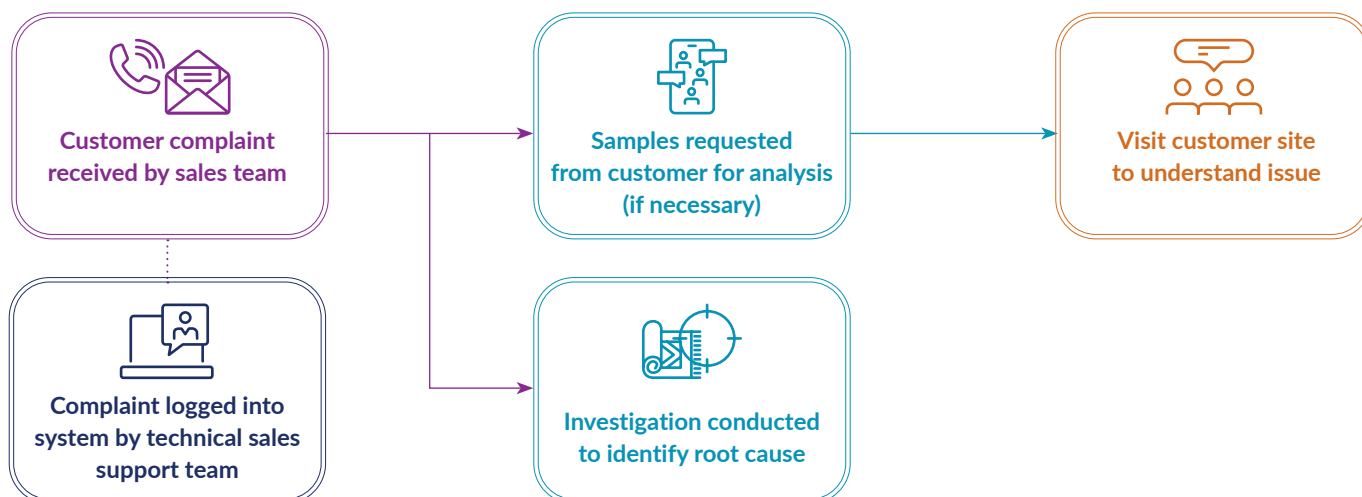 Customer complaint
received by sales team
Samples requested
from customer for analysis
(if necessary)
Visit customer site
to understand issue
Complaint logged into
system by technical sales
support team
Investigation conducted
to identify root cause